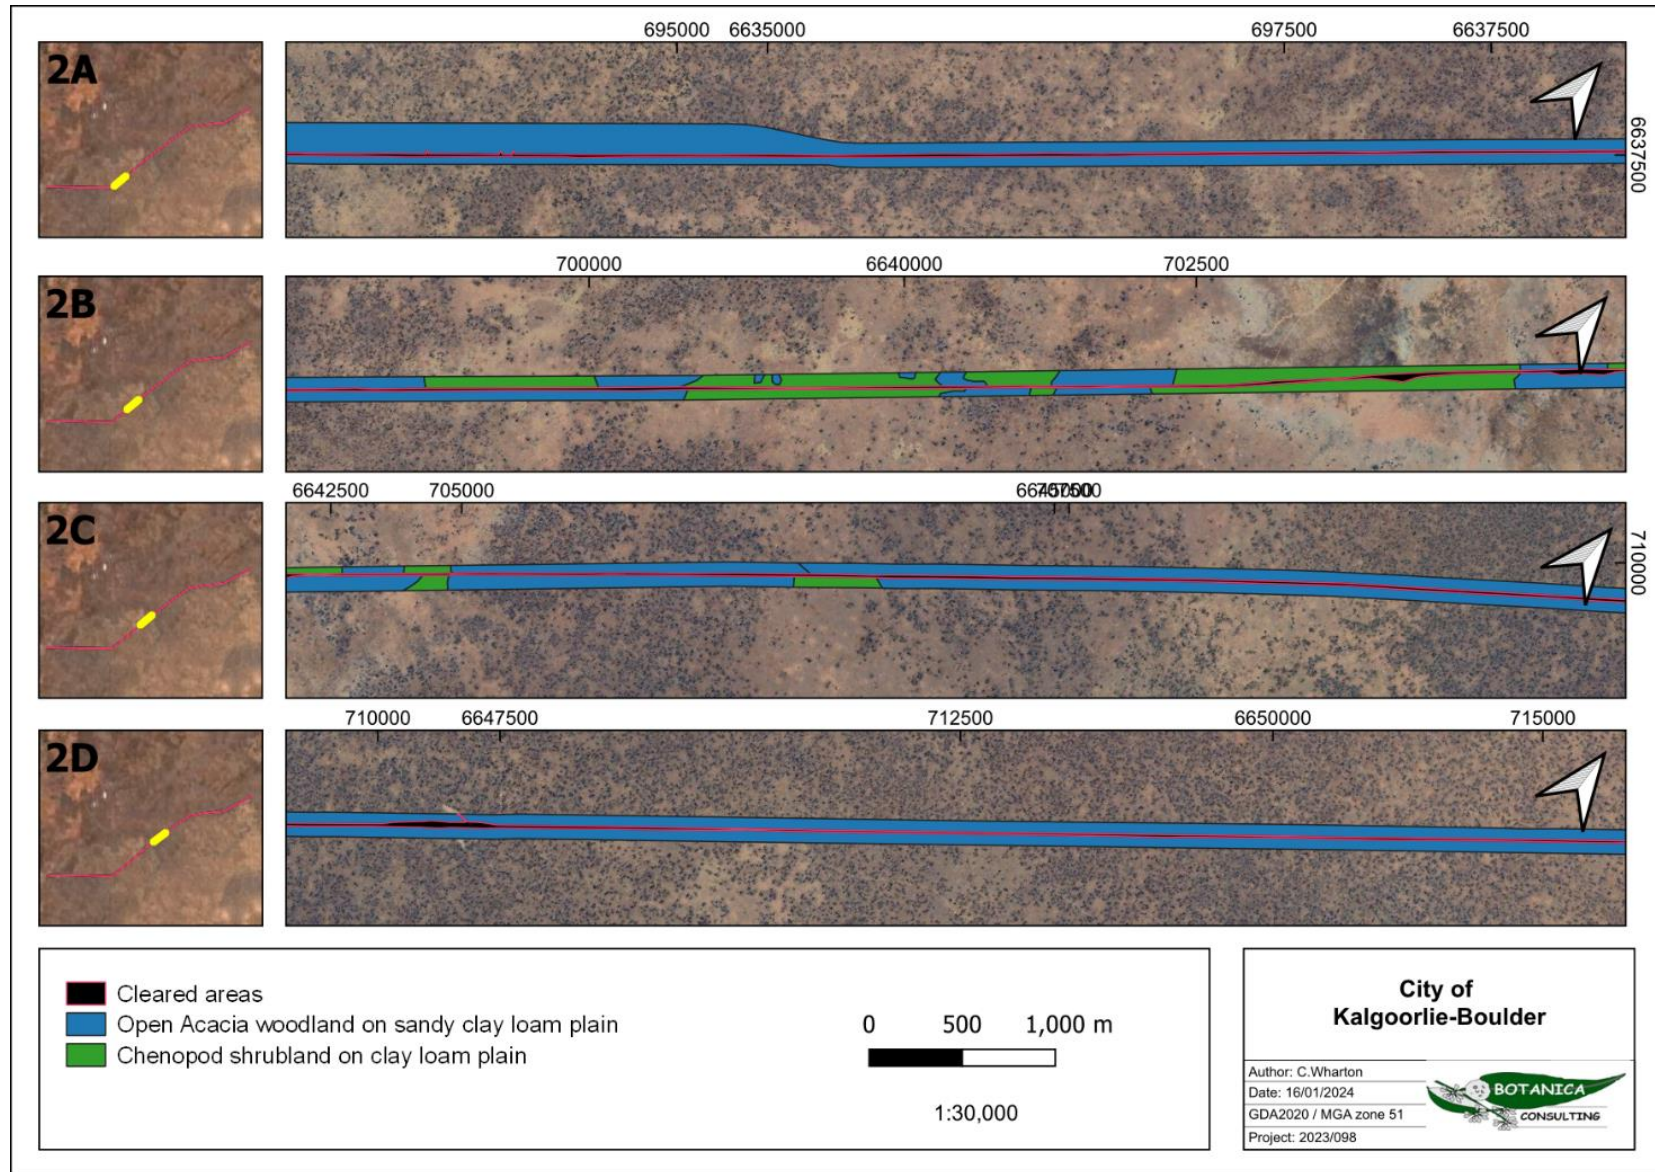 695000 6635000 697500 6637500
2A
6637500
700000 6640000 702500
2B
6642500 705000
2C
710000
710000 6647500 712500 6650000 715000
2D
Cleared areas
Open Acacia woodland on sandy clay loam plain
Chenopod shrubland on clay loam plain
0 500 1,000 m
1:30,000
City of
Kalgoorlie-Boulder
Author: C.Wharton
Date: 16/01/2024
GDA2020 / MGA zone 51
Project: 2023/098
BOTANICA
CONSULTING